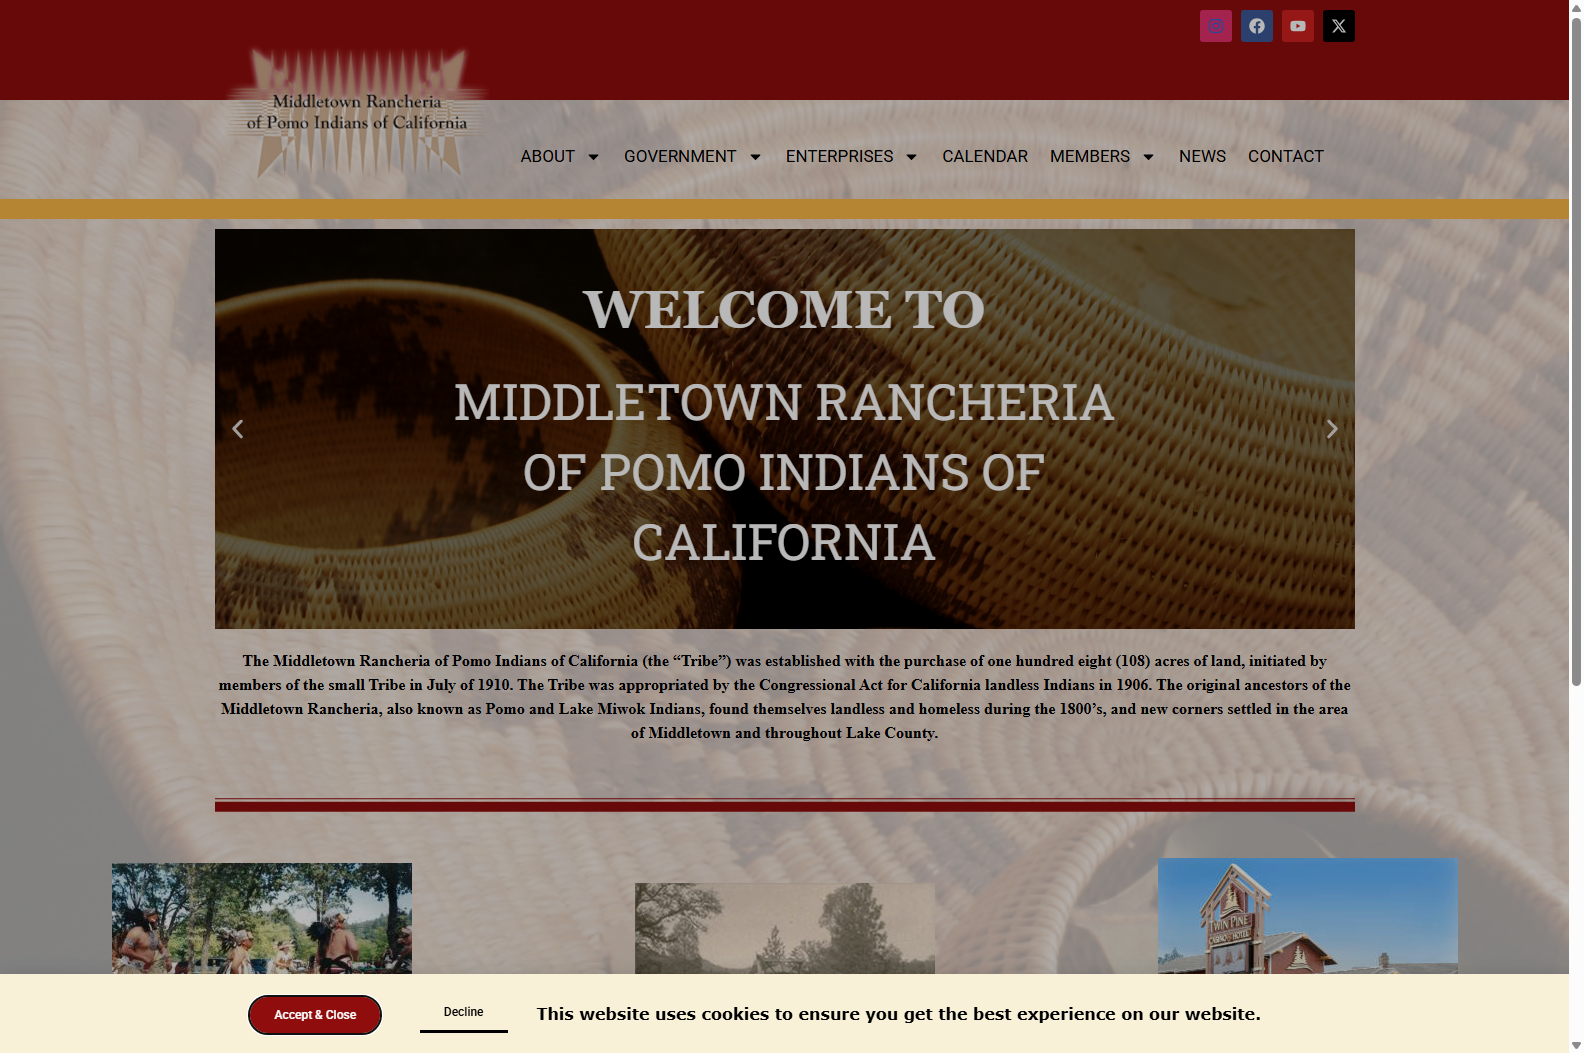 Middletown Rancheria
of Pomo Indians of California
ABOUT
GOVERNMENT
ENTERPRISES
CALENDAR
MEMBERS
NEWS
CONTACT
WELCOME TO
MIDDLETOWN RANCHERIA
OF POMO INDIANS OF
CALIFORNIA
The Middletown Rancheria of Pomo Indians of California (the “Tribe”) was established with the purchase of one hundred eight (108) acres of land, initiated by
members of the small Tribe in July of 1910. The Tribe was appropriated by the Congressional Act for California landless Indians in 1906. The original ancestors of the
Middletown Rancheria, also known as Pomo and Lake Miwok Indians, found themselves landless and homeless during the 1800’s, and new corners settled in the area
of Middletown and throughout Lake County.
TWIN PINE
CASINO & HOTEL
Accept & Close
Decline
This website uses cookies to ensure you get the best experience on our website.